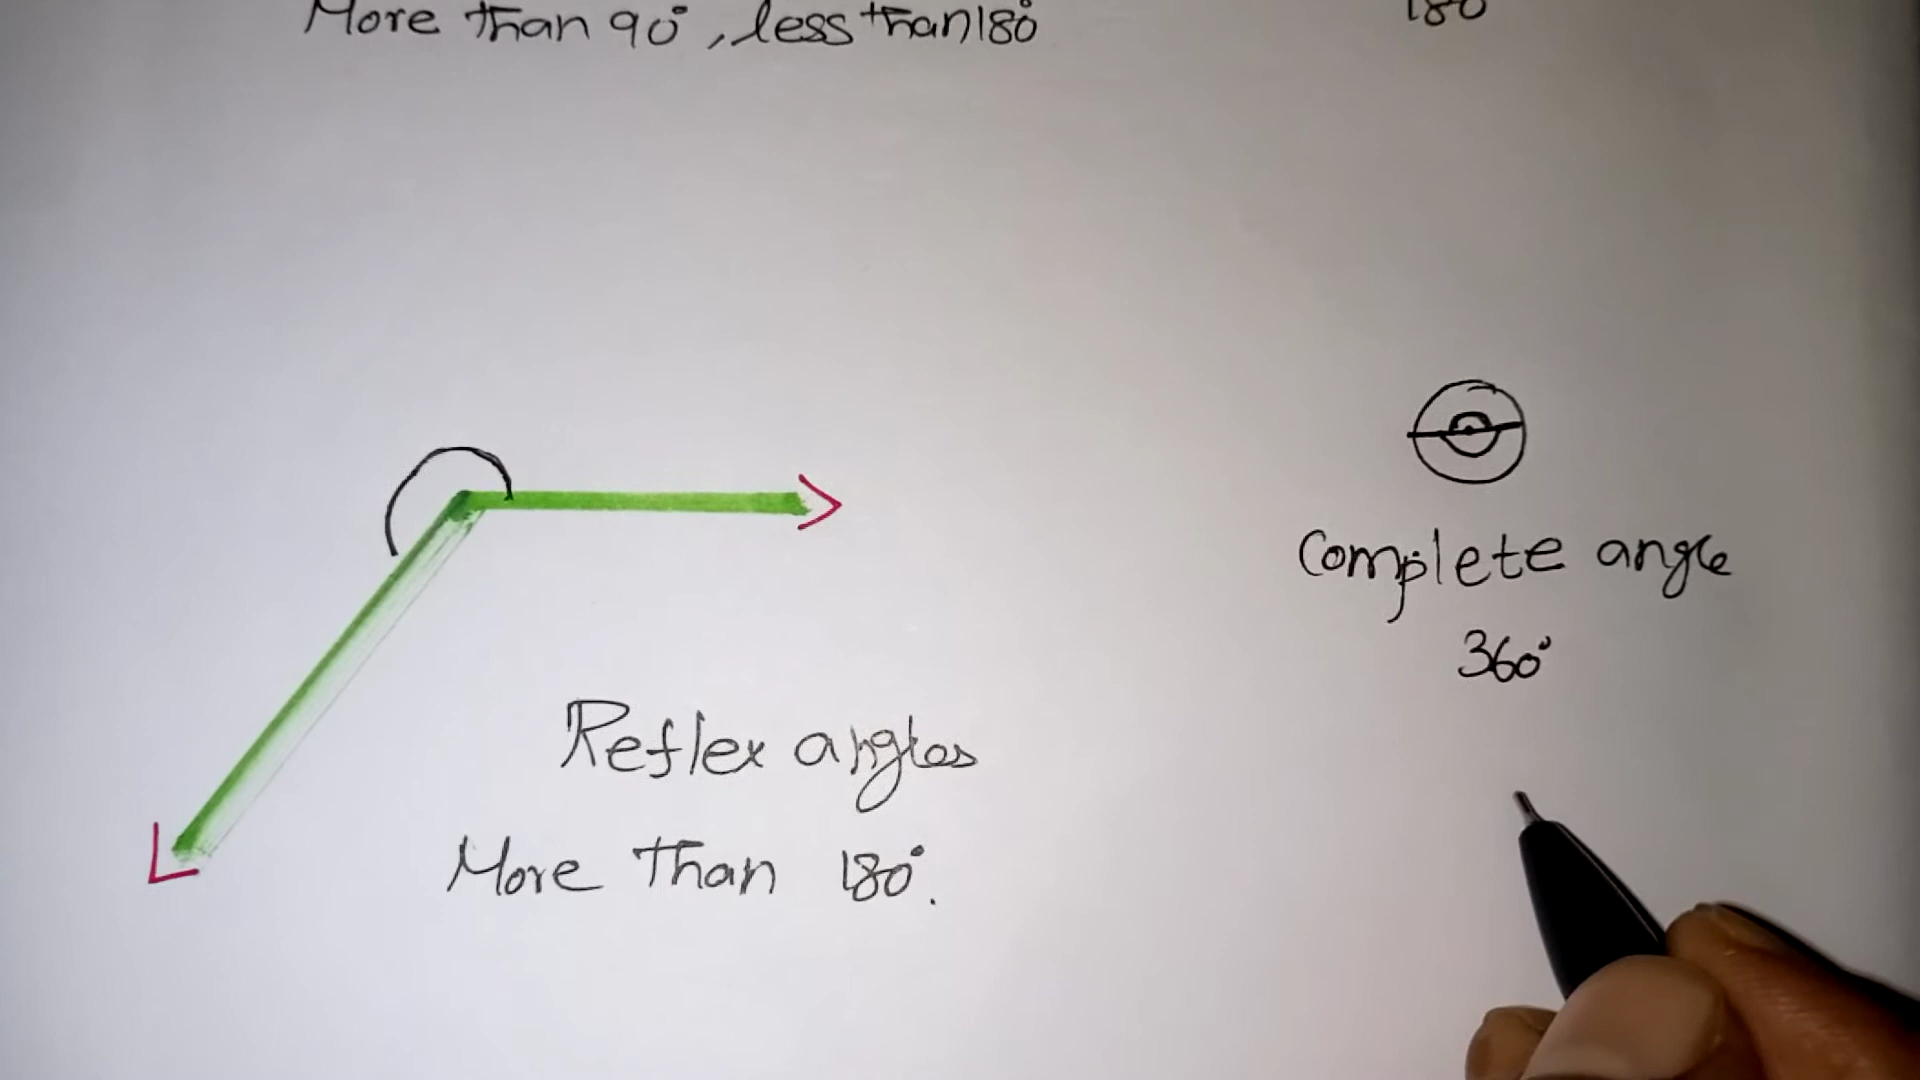 More than 90°, less than 180°
180
Complete angle
360°
Reflex angles
More than 180°.